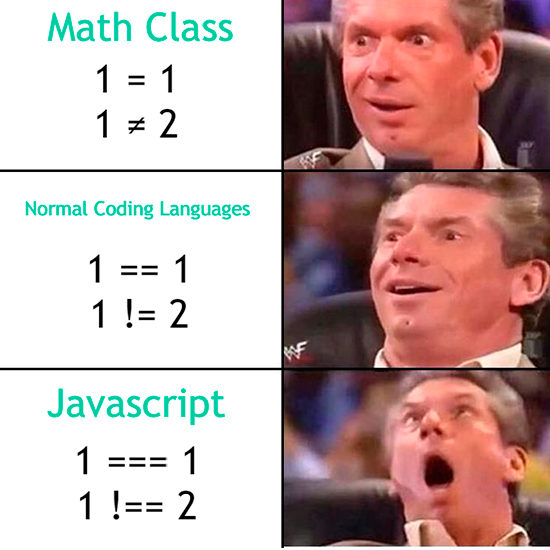 Math Class
1 = 1
1 ≠ 2
Normal Coding Languages
1 == 1
1 != 2
Javascript
1 === 1
1 !== 2